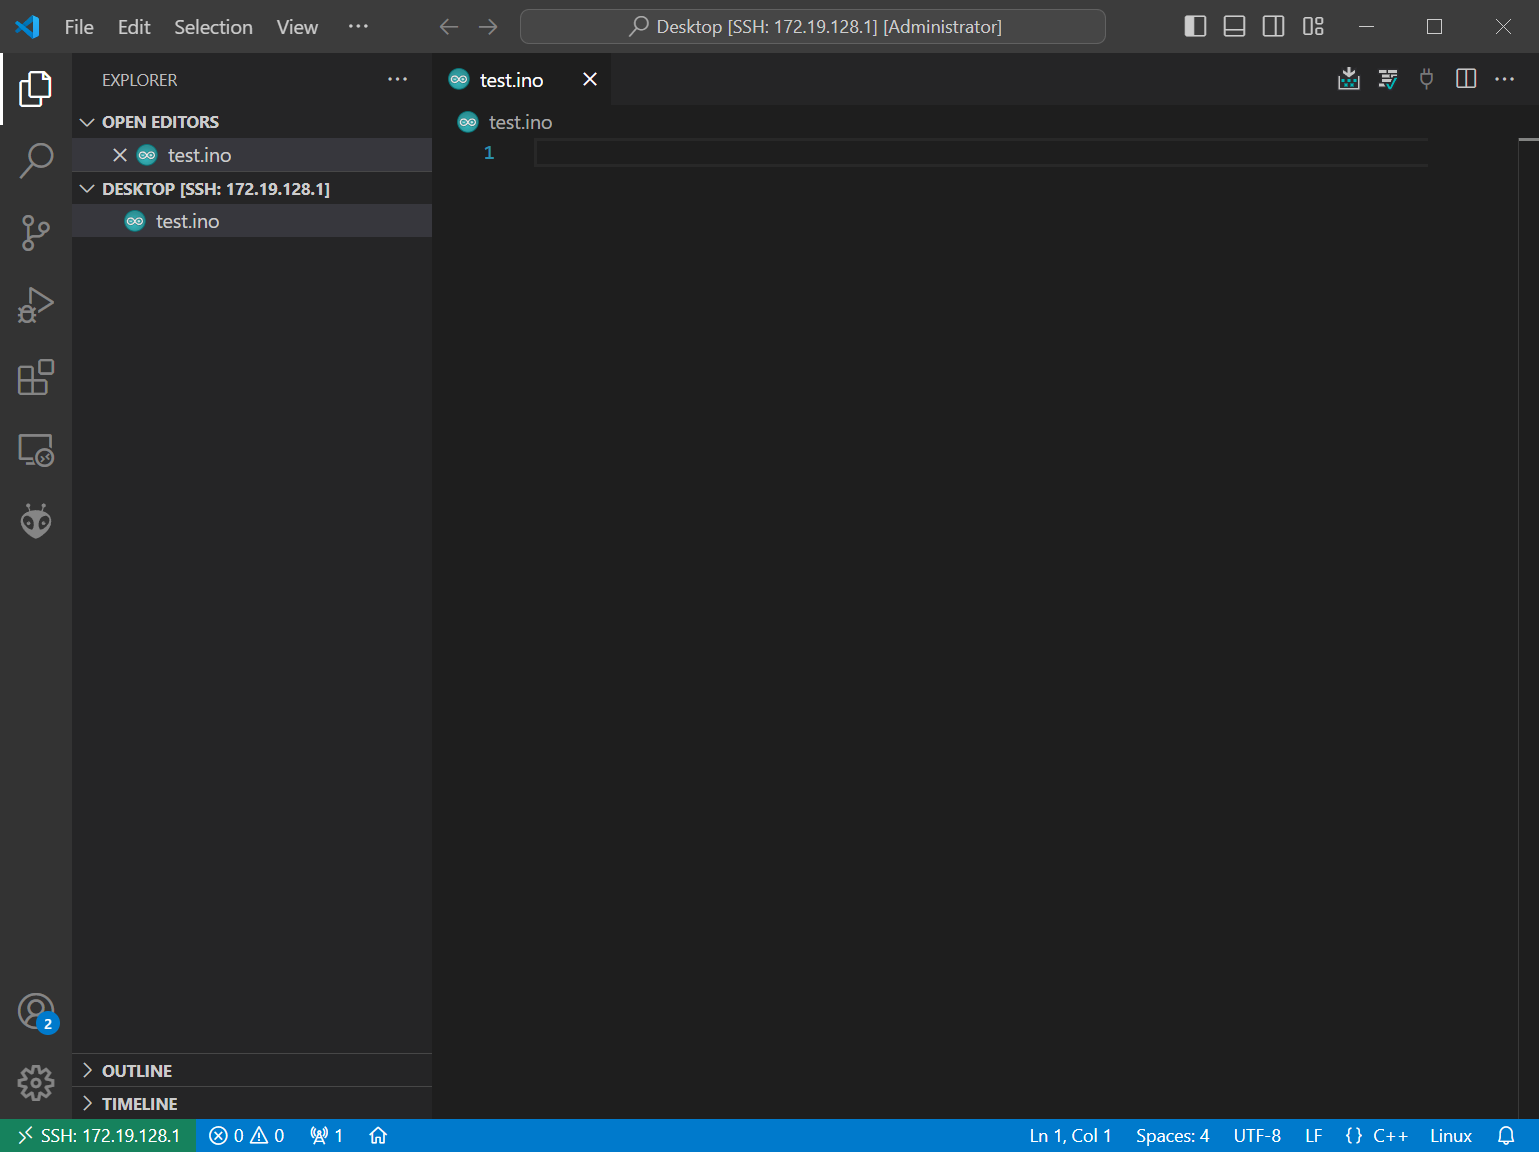 File Edit Selection View ···
Desktop [SSH: 172.19.128.1] [Administrator]
EXPLORER
test.ino
OPEN EDITORS
test.ino
DESKTOP [SSH: 172.19.128.1]
test.ino
test.ino
1
2
OUTLINE
TIMELINE
SSH: 172.19.128.1 0 0 1 Ln 1, Col 1 Spaces: 4 UTF-8 LF {} C++ Linux